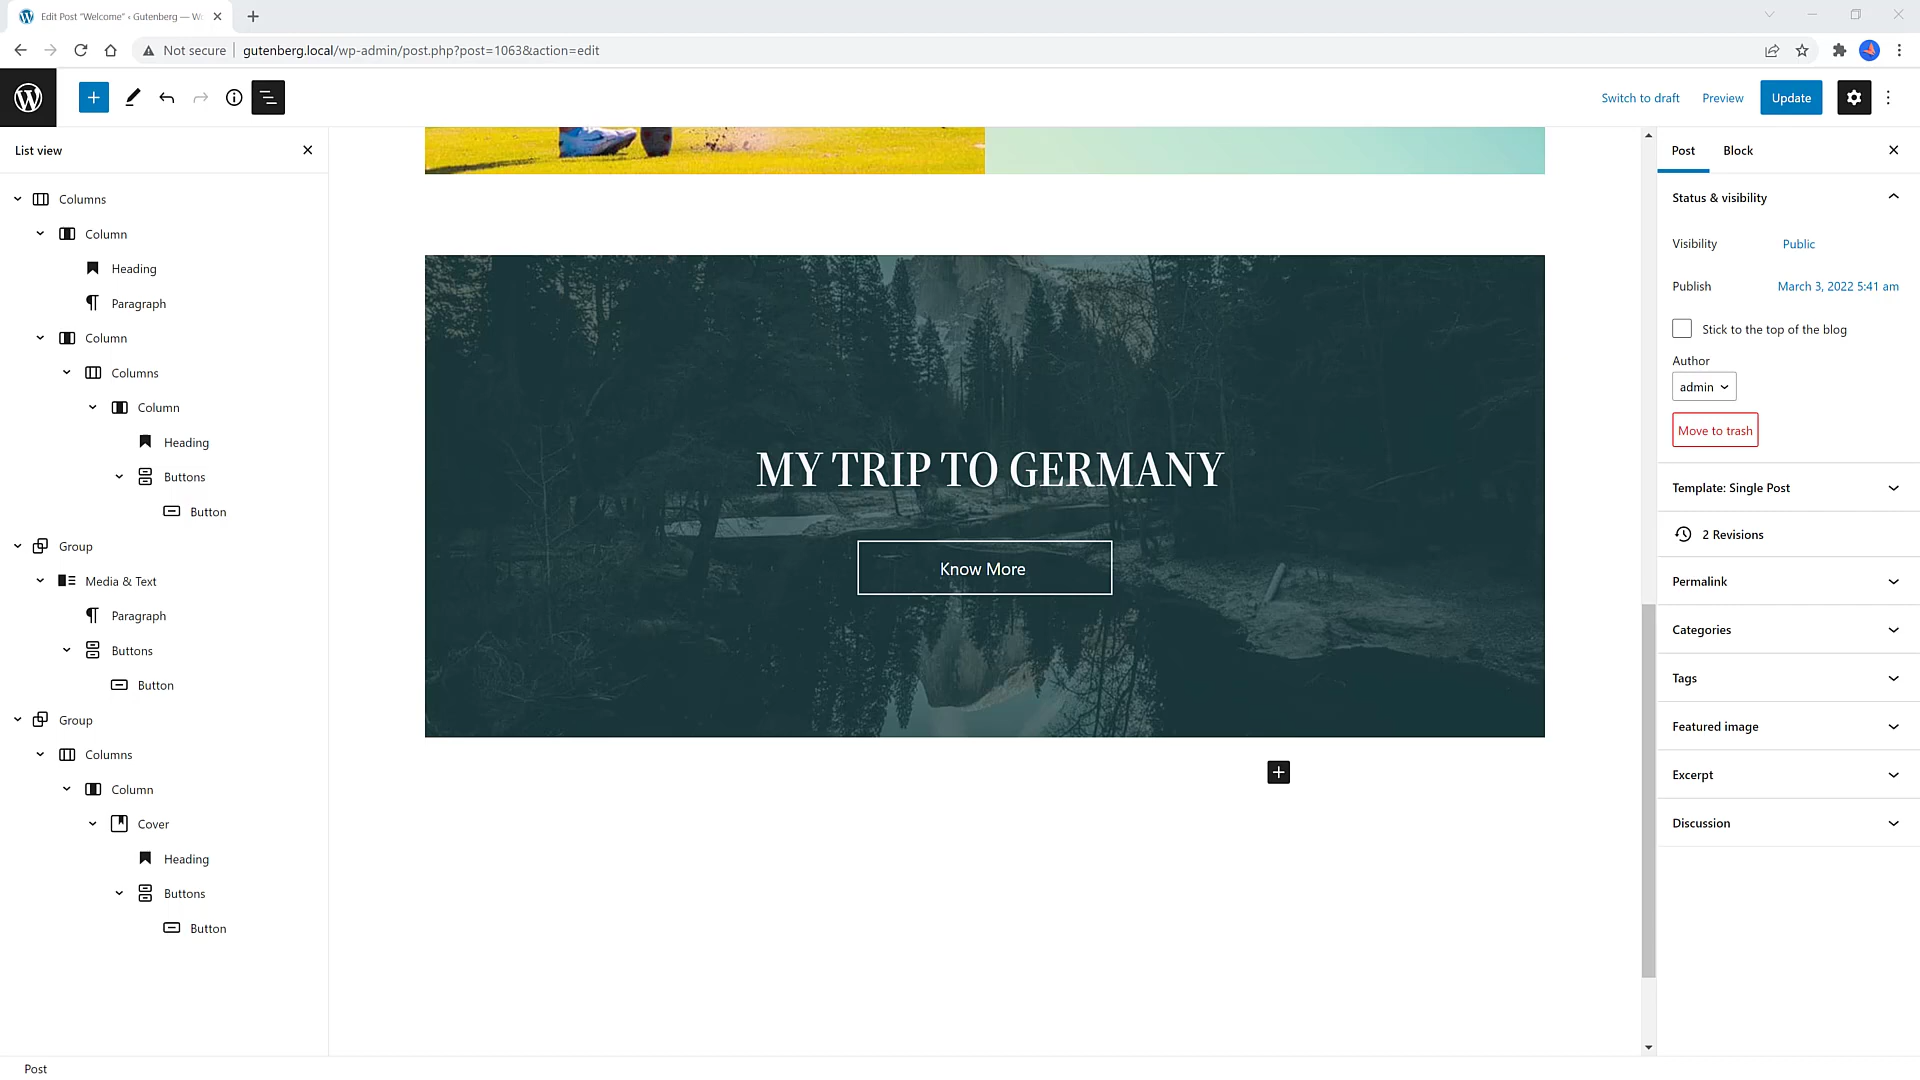 Edit Post "Welcome" ‹ Gutenberg — W
Not secure
gutenberg.local/wp-admin/post.php?post=1063&action=edit
Switch to draft
Preview
Update
List view
Columns
Column
Heading
Paragraph
Column
Columns
Column
Heading
Buttons
Button
Group
Media & Text
Paragraph
Buttons
Button
Group
Columns
Column
Cover
Heading
Buttons
Button
MY TRIP TO GERMANY
Know More
Post
Block
Status & visibility
Visibility
Public
Publish
March 3, 2022 5:41 am
Stick to the top of the blog
Author
admin
Move to trash
Template: Single Post
2 Revisions
Permalink
Categories
Tags
Featured image
Excerpt
Discussion
Post